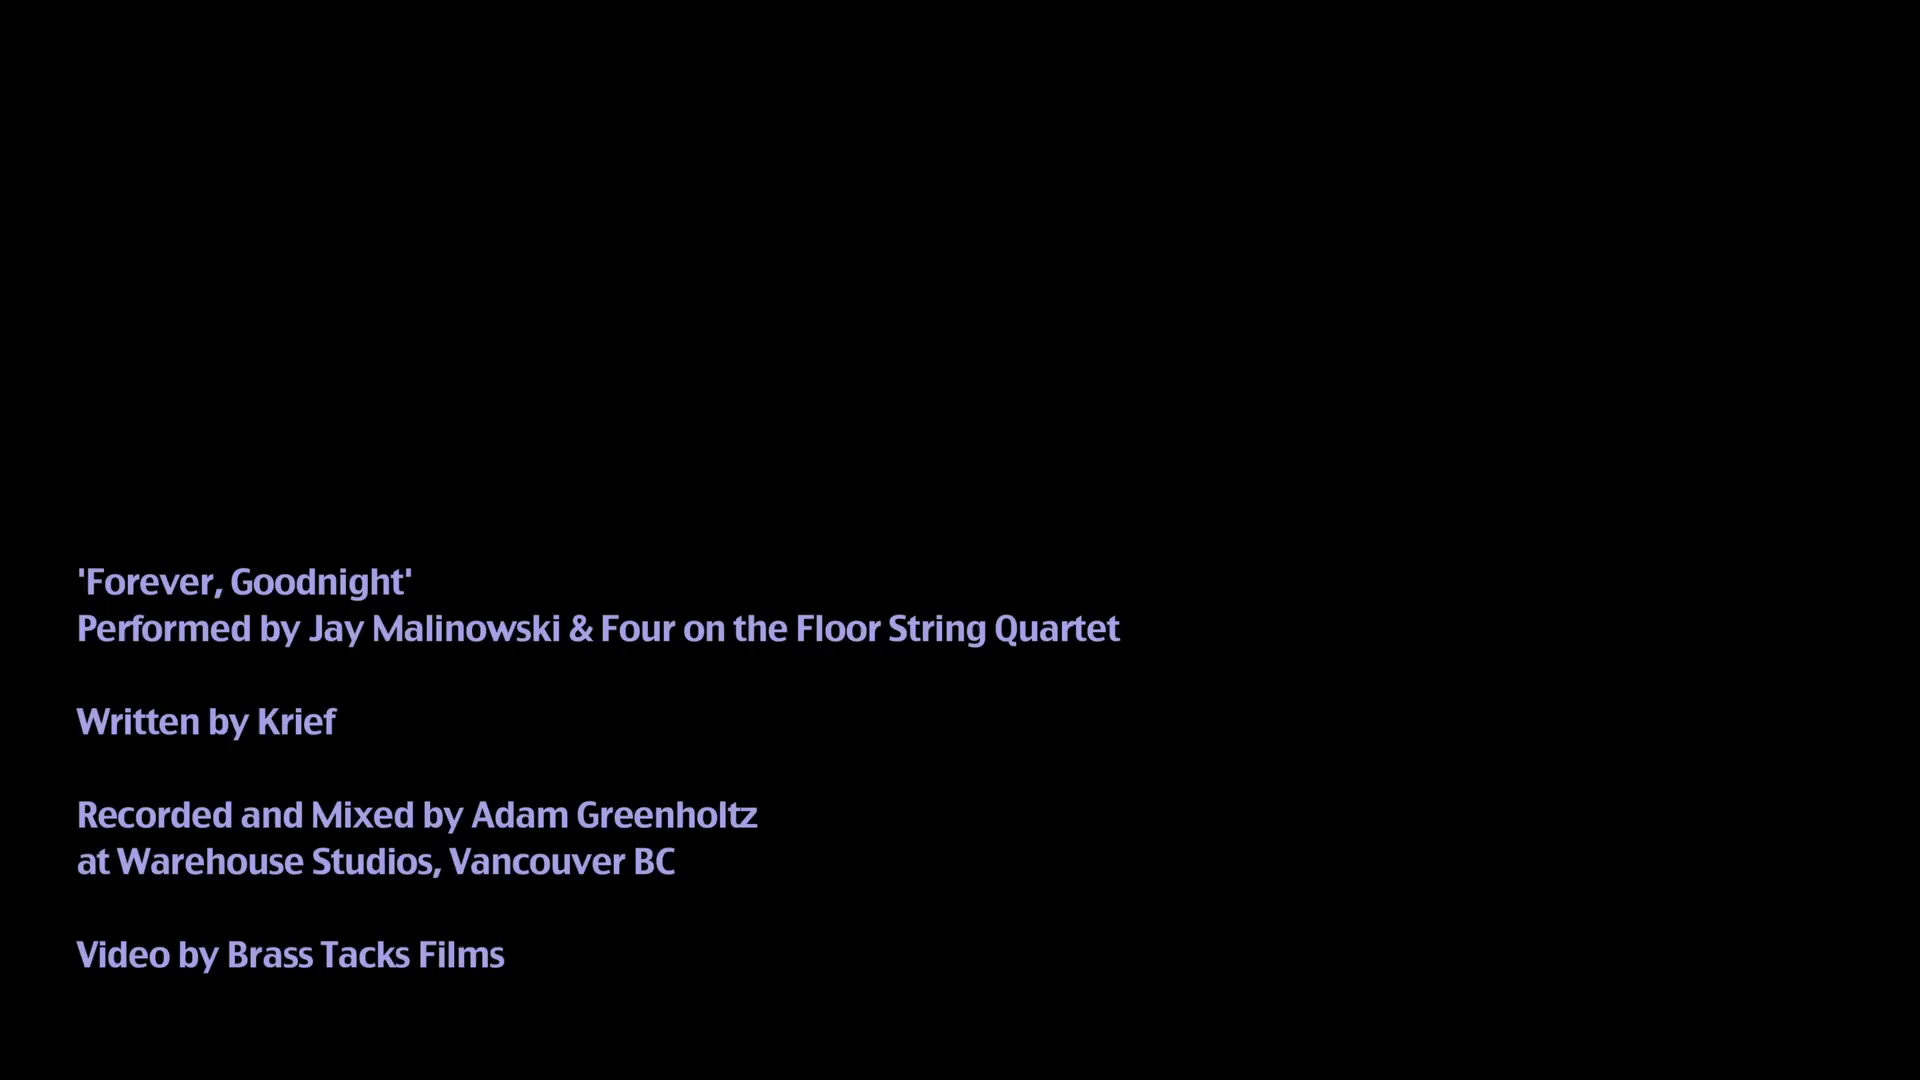 'Forever, Goodnight'
Performed by Jay Malinowski & Four on the Floor String Quartet
Written by Krief
Recorded and Mixed by Adam Greenholtz
at Warehouse Studios, Vancouver BC
Video by Brass Tacks Films